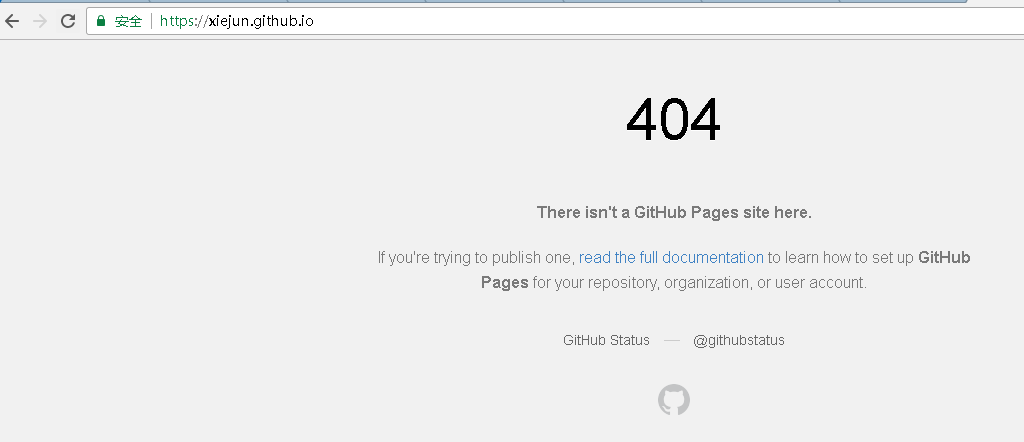 安全 https://xiejun.github.io
404
There isn't a GitHub Pages site here.
If you're trying to publish one, read the full documentation to learn how to set up GitHub
Pages for your repository, organization, or user account.
GitHub Status — @githubstatus